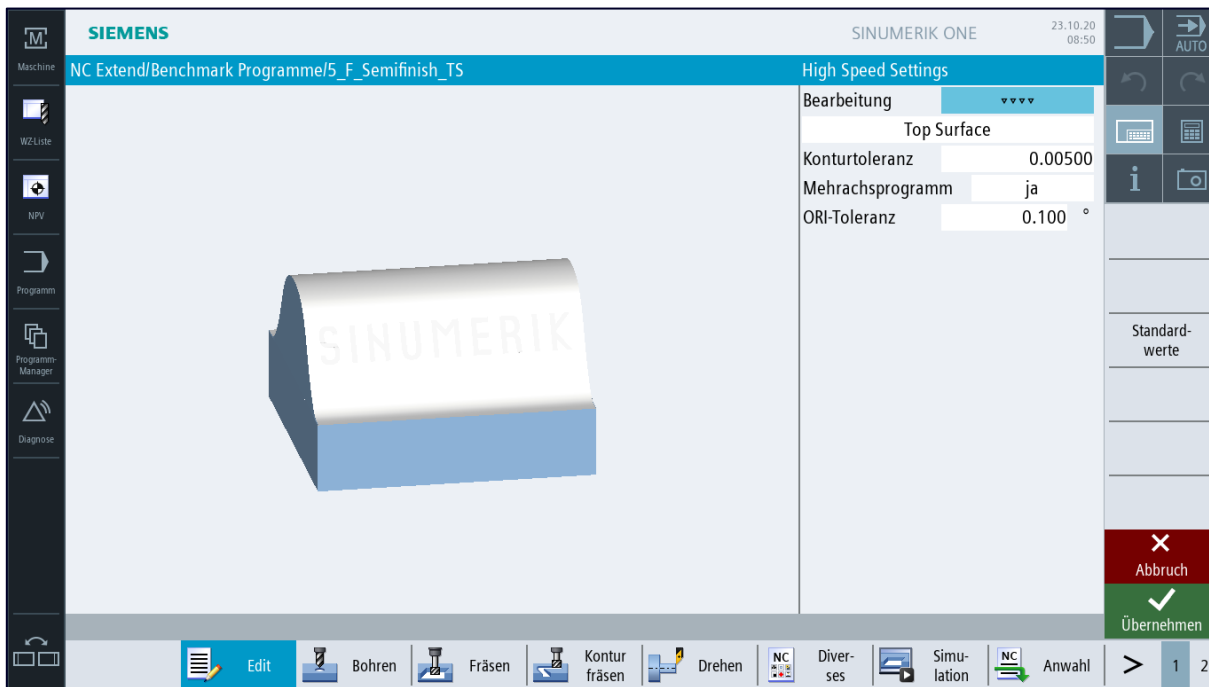 SIEMENS
SINUMERIK ONE
23.10.20
08:50
M
AUTO
Maschine
NC Extend/Benchmark Programme/5_F_Semifinish_TS
High Speed Settings
Bearbeitung
Top Surface
WZ-Liste
Konturtoleranz 0.00500
Mehrachsprogramm ja
ORI-Toleranz 0.100 °
i
NPV
Programm
SINUMERIK
Standard-
werte
Programm-
Manager
Diagnose
Abbruch
Übernehmen
Edit
Bohren
Fräsen
Kontur
fräsen
Drehen
NC
Diver-
ses
Simu-
lation
NC
Anwahl
> 1 2